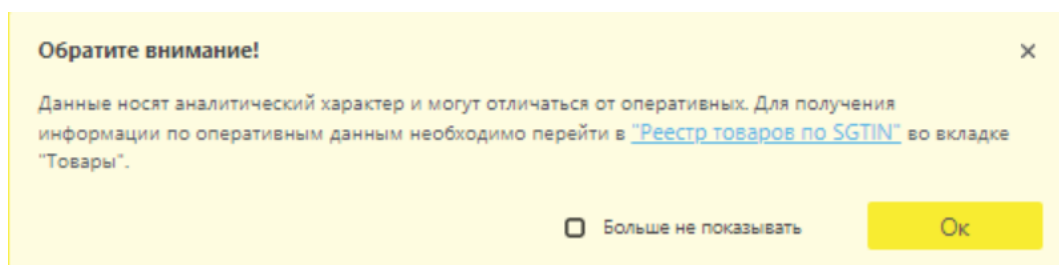 Обратите внимание!
Данные носят аналитический характер и могут отличаться от оперативных. Для получения
информации по оперативным данным необходимо перейти в "Реестр товаров по SGTIN" во вкладке
"Товары".
Больше не показывать
Ок